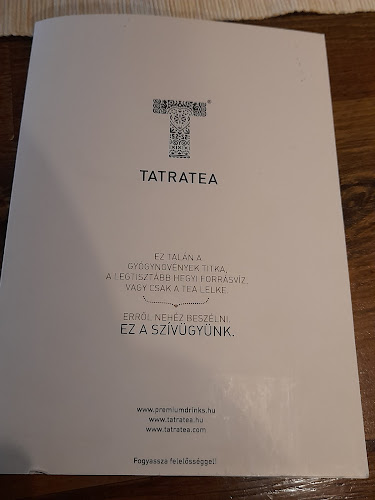 T®
TATRATEA
EZ TALÁN A
GYÓGYNÖVÉNYEK TITKA,
A LEGTISZTÁBB HEGYI FORRÁSVÍZ,
VAGY CSAK A TEA LELKE.
ERRŐL NEHÉZ BESZÉLNI,
EZ A SZÍVÜGYÜNK.
www.premiumdrinks.hu
www.tatratea.hu
www.tatratea.com
Fogyassza felelősséggel!